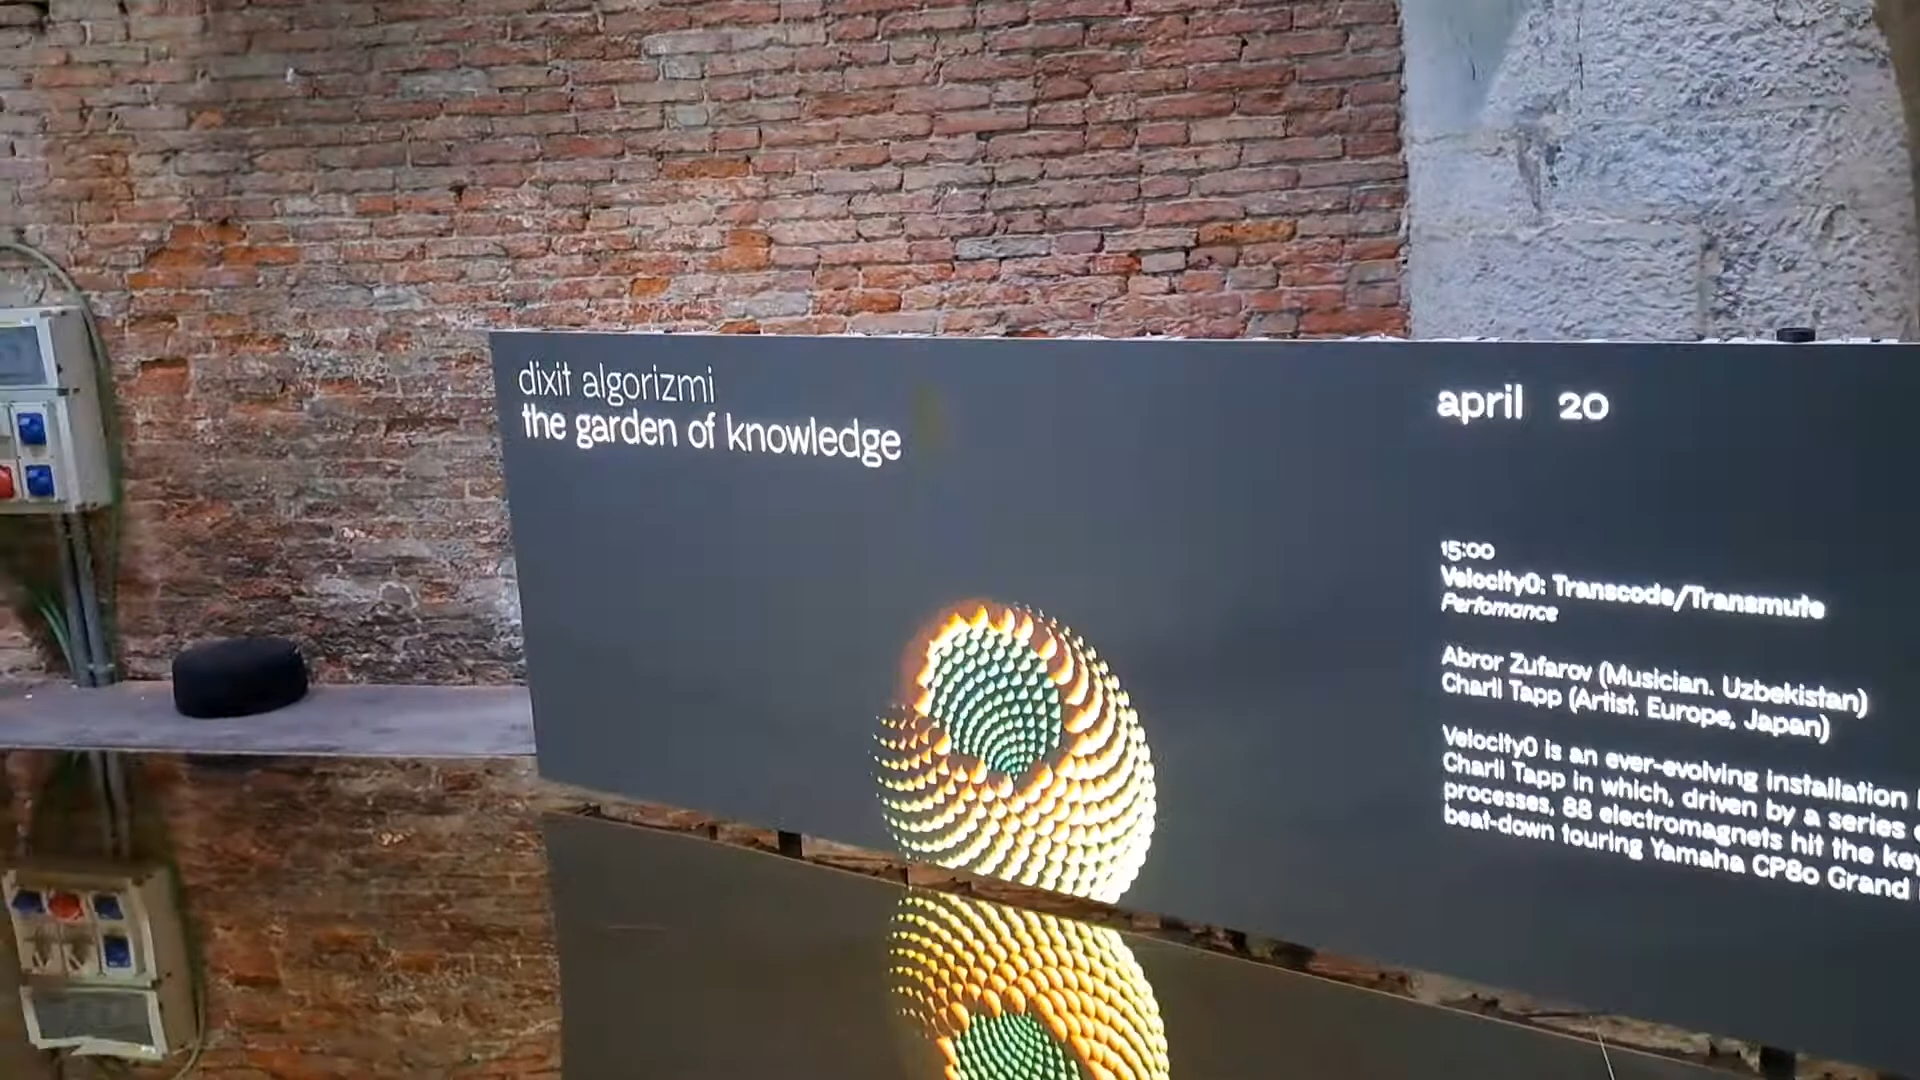 dixit algorizmi
the garden of knowledge
april 20
15:00
Velocity0: Transcode/Transmute
Perfomance
Abror Zufarov (Musician. Uzbekistan)
Charli Tapp (Artist. Europe, Japan)
Velocity0 is an ever-evolving installation
Charli Tapp in which, driven by a series
processes, 88 electromagnets hit the
beat-down touring Yamaha CP80 Grand